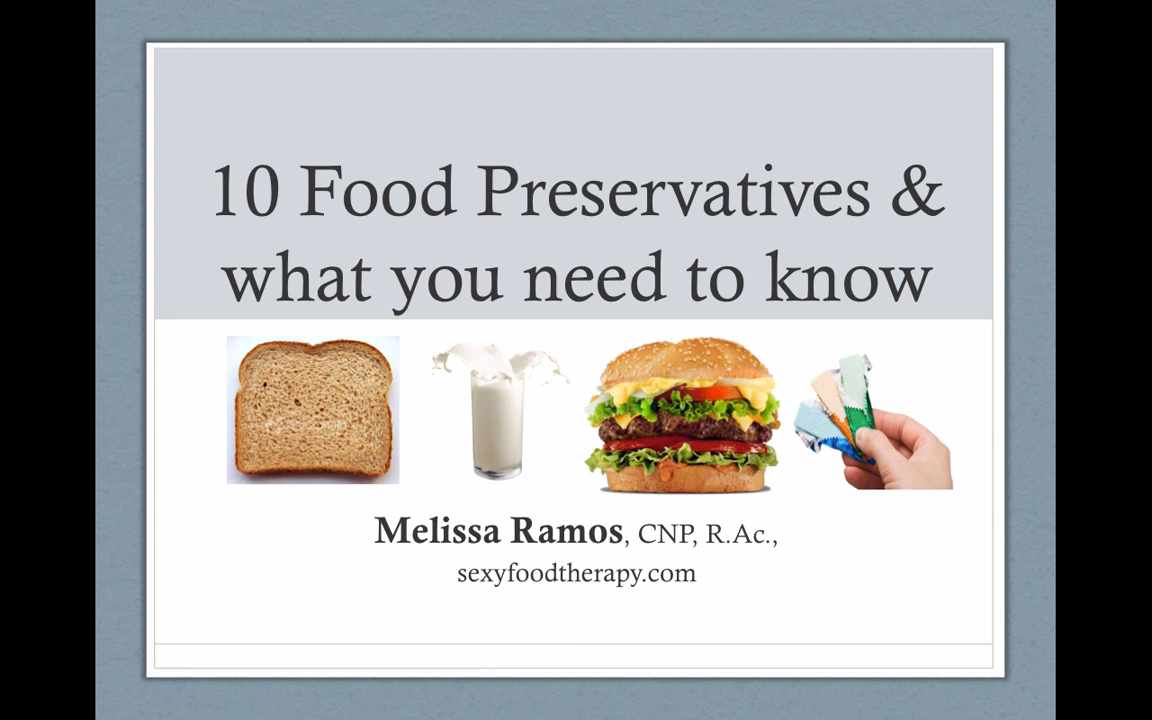 10 Food Preservatives &
what you need to know
Melissa Ramos, CNP, R.Ac.,
sexyfoodtherapy.com